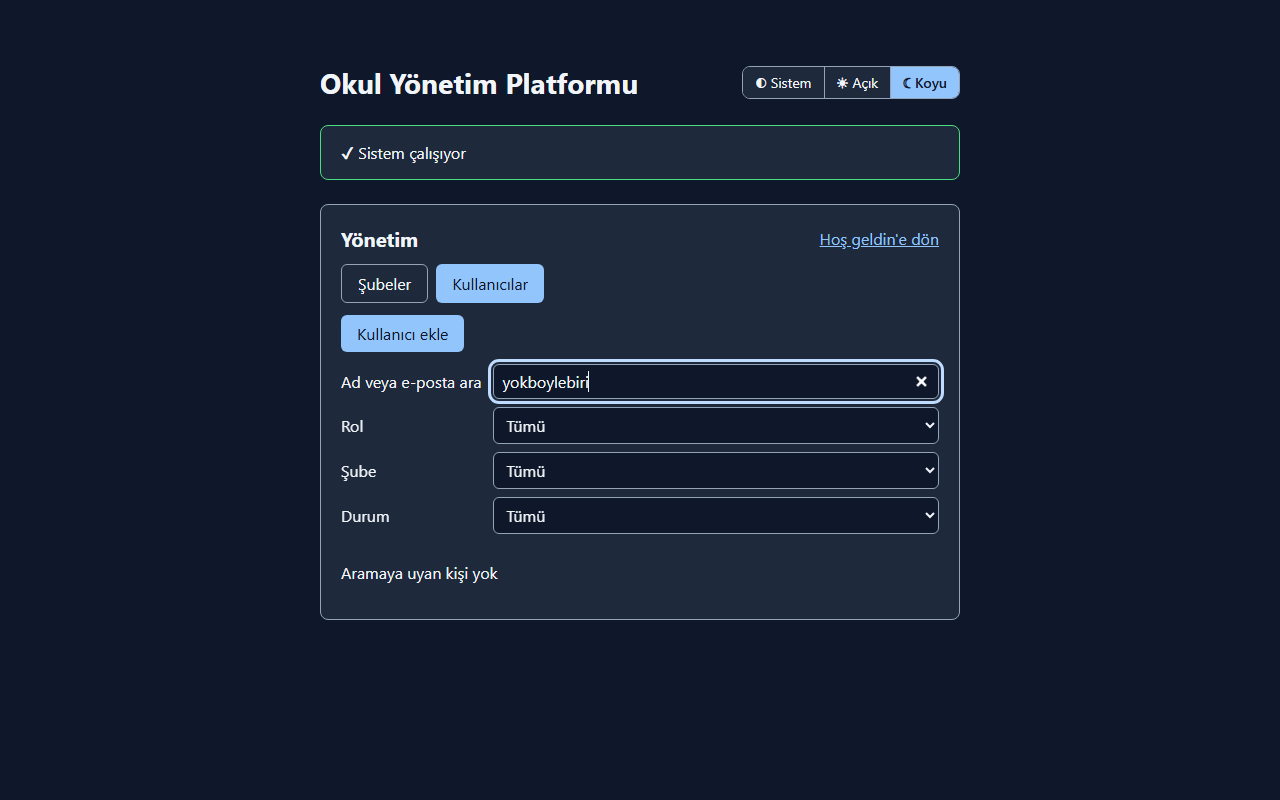 Okul Yönetim Platformu
◐ Sistem ☀ Açık ☾ Koyu
✔ Sistem çalışıyor
Yönetim
Hoş geldin'e dön
Şubeler Kullanıcılar
Kullanıcı ekle
Ad veya e-posta ara yokboylebiri
Rol Tümü
Şube Tümü
Durum Tümü
Aramaya uyan kişi yok